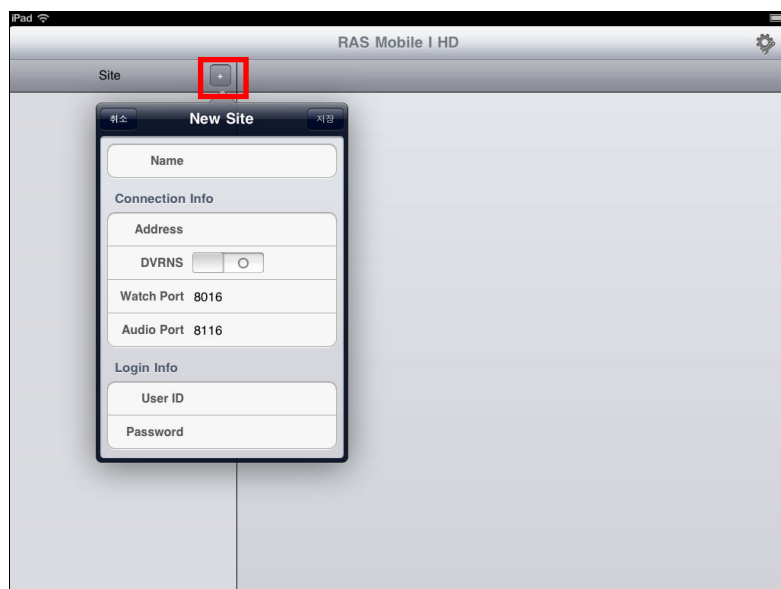 iPad
RAS Mobile I HD
Site +
취소 New Site 저장
Name
Connection Info
Address
DVRNS
Watch Port 8016
Audio Port 8116
Login Info
User ID
Password